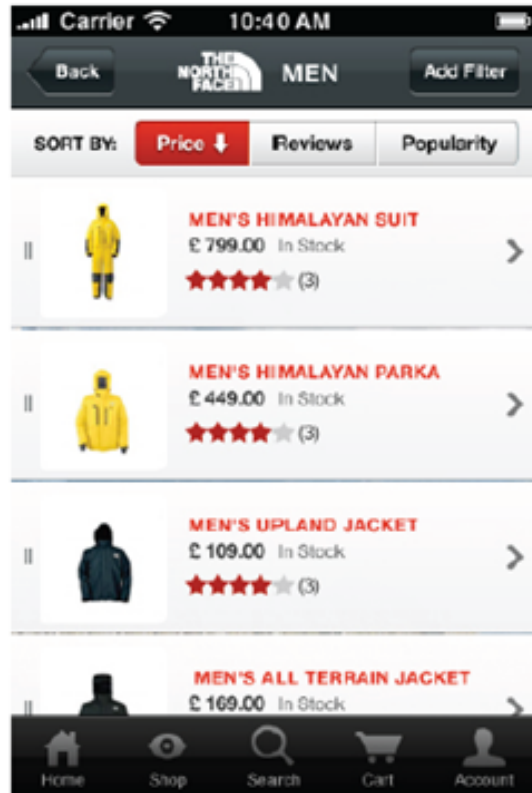 Carrier 10:40 AM
Back THE NORTH FACE MEN Add Filter
SORT BY: Price Reviews Popularity
MEN'S HIMALAYAN SUIT
£ 799.00 In Stock
(3)
MEN'S HIMALAYAN PARKA
£ 449.00 In Stock
(3)
MEN'S UPLAND JACKET
£ 109.00 In Stock
(3)
MEN'S ALL TERRAIN JACKET
£ 169.00 In Stock
Home Shop Search Cart Account